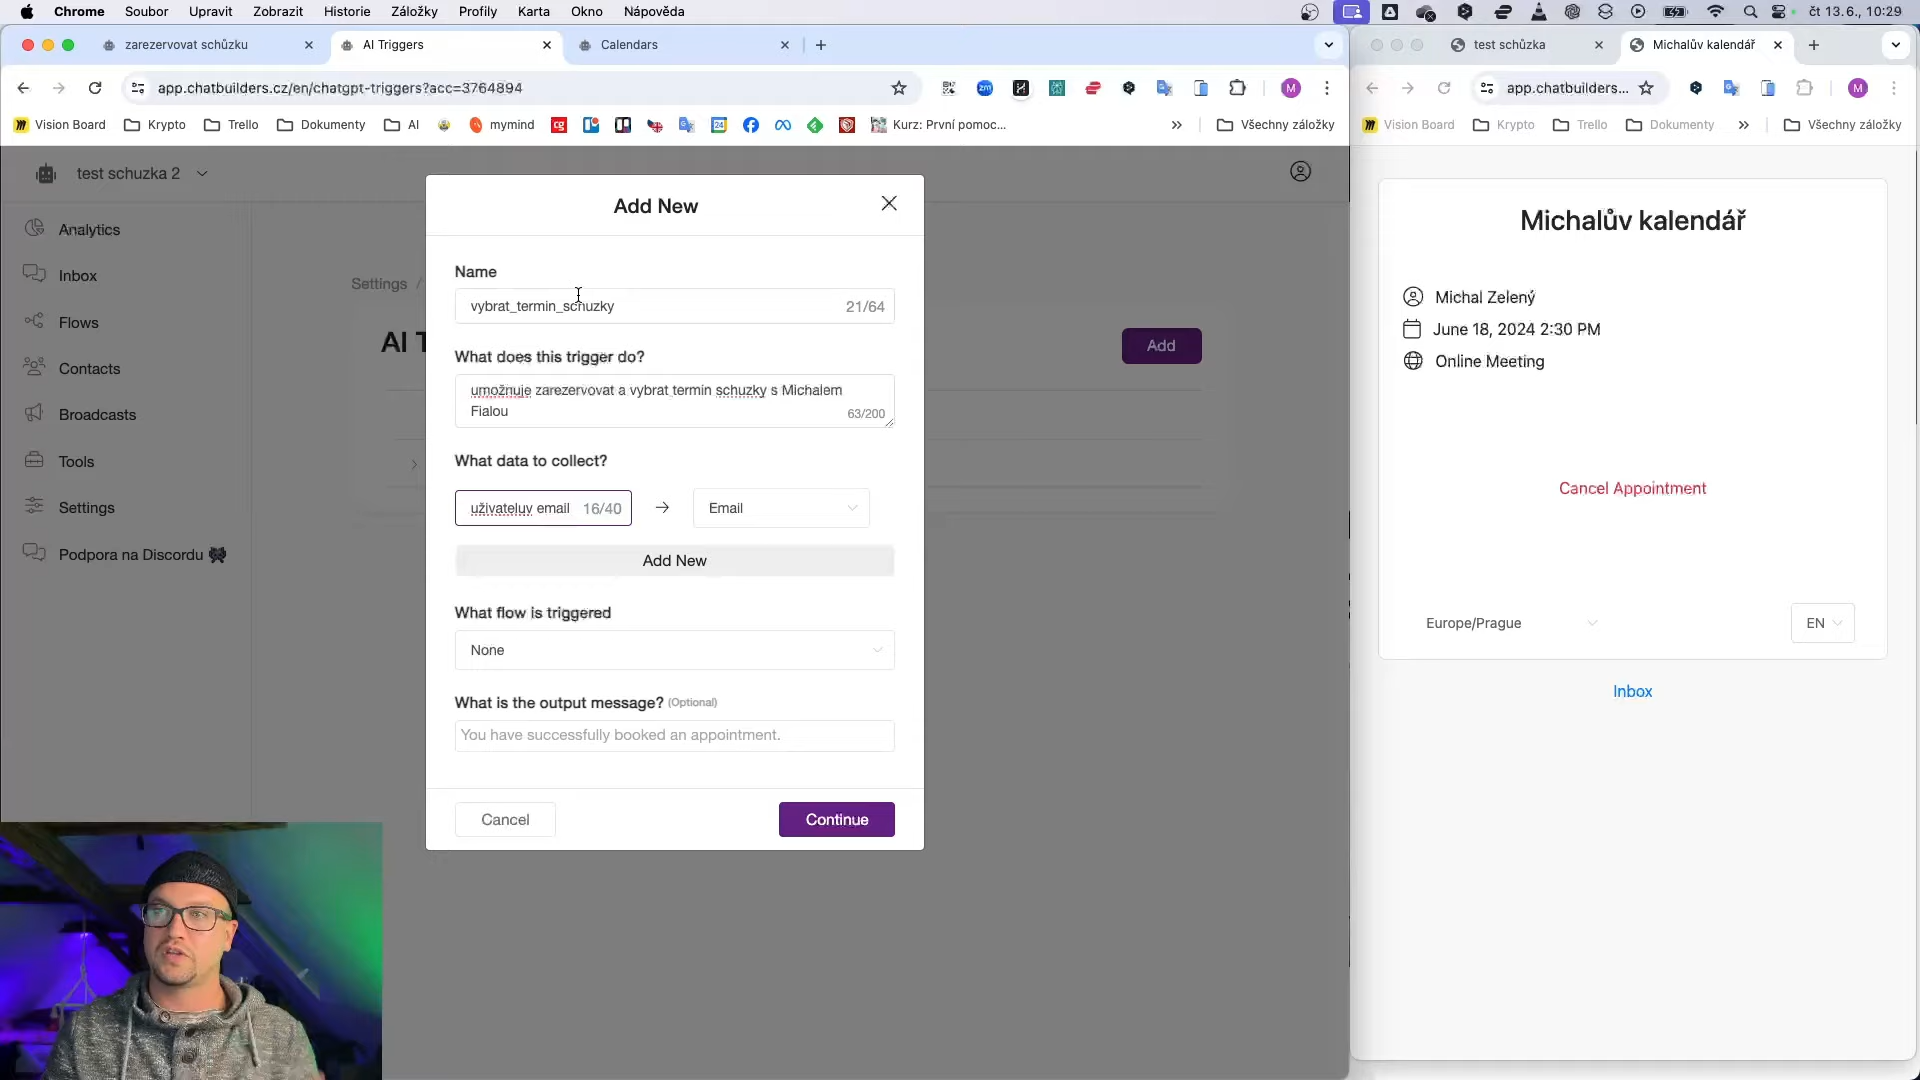 Chrome Soubor Upravit Zobrazit Historie Záložky Profily Karta Okno Nápověda čt 13.6., 10:29
zarezervovat schůzku AI Triggers Calendars
app.chatbuilders.cz/en/chatgpt-triggers?acc=3764894
Vision Board Krypto Trello Dokumenty AI mymind Kurz: První pomoc... Všechny záložky
test schuzka 2
Analytics
Inbox
Flows
Contacts
Broadcasts
Tools
Settings
Podpora na Discordu
Settings /
AI T
Add
Add New
Name
vybrat_termin_schuzky 21/64
What does this trigger do?
umožnuje zarezervovat a vybrat termin schuzky s Michalem
Fialou 63/200
What data to collect?
uživateluv email 16/40 → Email
Add New
What flow is triggered
None
What is the output message? (Optional)
You have successfully booked an appointment.
Cancel Continue
test schůzka Michalův kalendář
app.chatbuilders...
Vision Board Krypto Trello Dokumenty Všechny záložky
Michalův kalendář
Michal Zelený
June 18, 2024 2:30 PM
Online Meeting
Cancel Appointment
Europe/Prague EN
Inbox